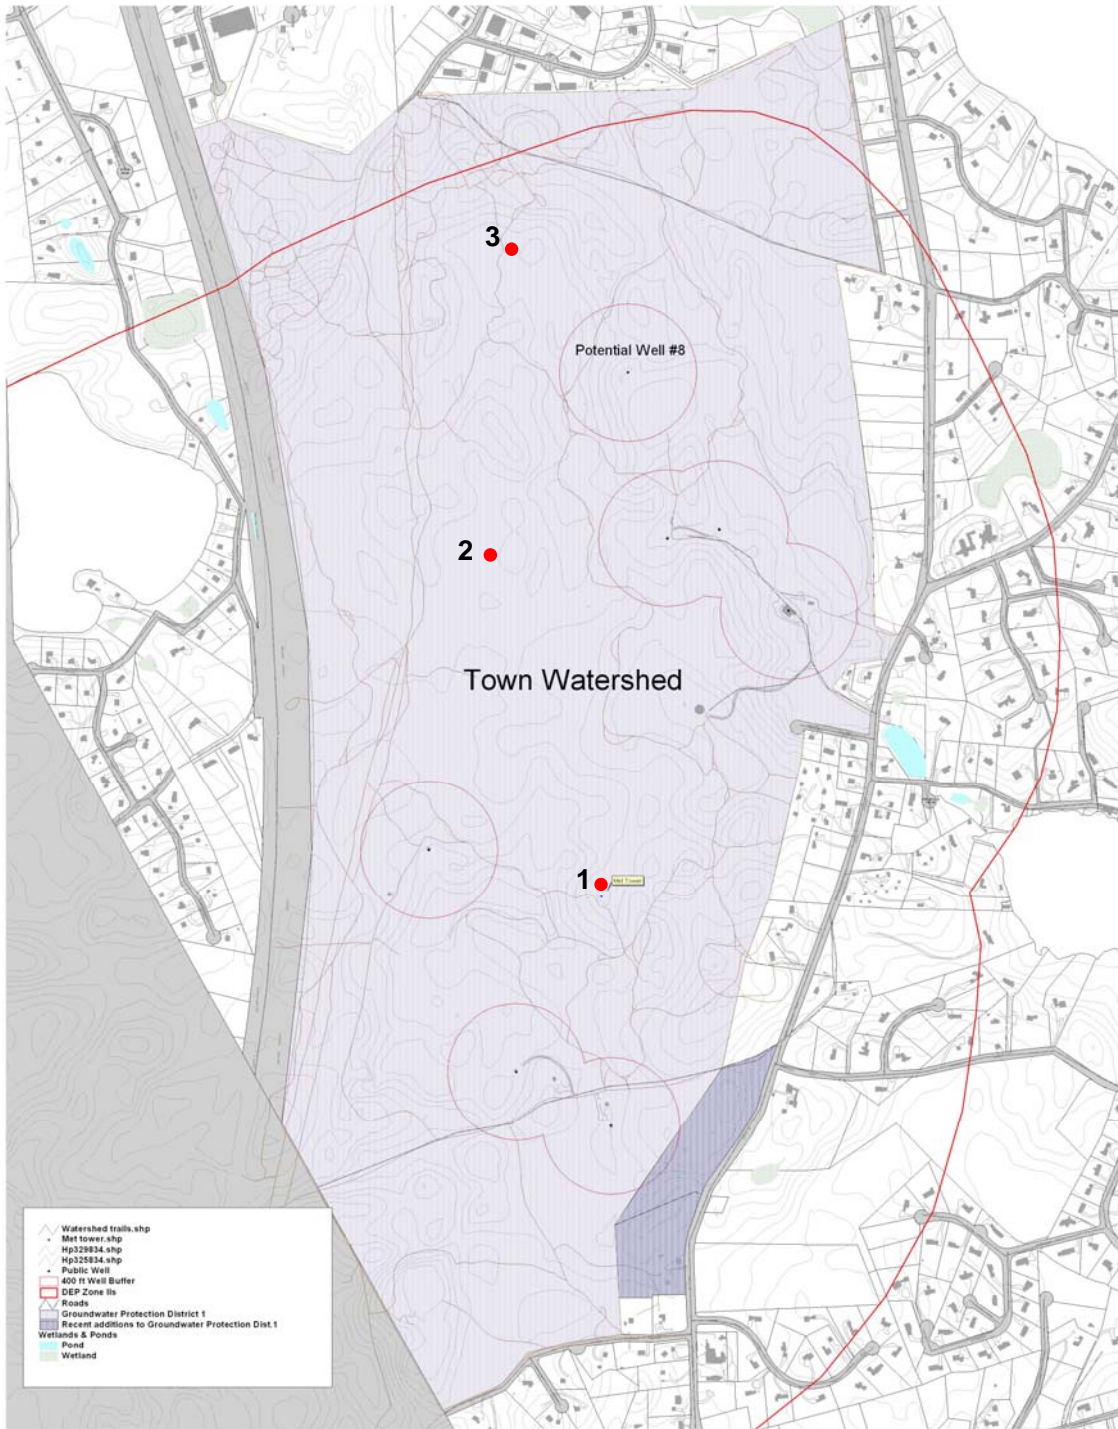 3
Potential Well #8
2
Town Watershed
1
Met Tower
Watershed trails.shp
Met tower.shp
Hp329834.shp
Hp325834.shp
Public Well
400 ft Well Buffer
DEP Zone IIs
Roads
Groundwater Protection District 1
Recent additions to Groundwater Protection Dist.1
Wetlands & Ponds
Pond
Wetland